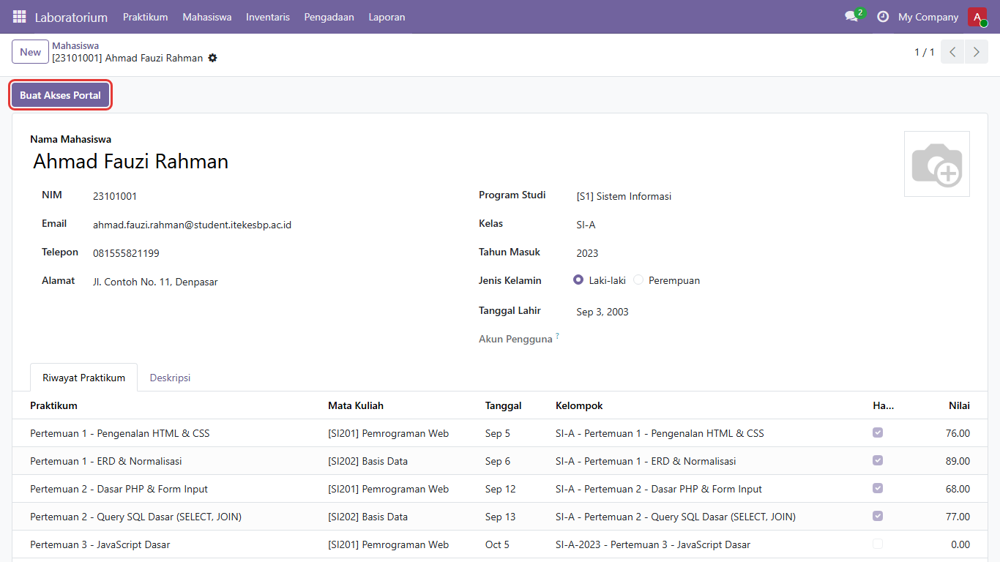 Laboratorium Praktikum Mahasiswa Inventaris Pengadaan Laporan 2 My Company A
New Mahasiswa
[23101001] Ahmad Fauzi Rahman 1 / 1
Buat Akses Portal
Nama Mahasiswa
Ahmad Fauzi Rahman
NIM 23101001 Program Studi [S1] Sistem Informasi
Email ahmad.fauzi.rahman@student.itekesbp.ac.id Kelas SI-A
Telepon 081555821199 Tahun Masuk 2023
Alamat Jl. Contoh No. 11, Denpasar Jenis Kelamin Laki-laki Perempuan
Tanggal Lahir Sep 3, 2003
Akun Pengguna ?
Riwayat Praktikum Deskripsi
Praktikum Mata Kuliah Tanggal Kelompok Ha... Nilai
Pertemuan 1 - Pengenalan HTML & CSS [SI201] Pemrograman Web Sep 5 SI-A - Pertemuan 1 - Pengenalan HTML & CSS 76.00
Pertemuan 1 - ERD & Normalisasi [SI202] Basis Data Sep 6 SI-A - Pertemuan 1 - ERD & Normalisasi 89.00
Pertemuan 2 - Dasar PHP & Form Input [SI201] Pemrograman Web Sep 12 SI-A - Pertemuan 2 - Dasar PHP & Form Input 68.00
Pertemuan 2 - Query SQL Dasar (SELECT, JOIN) [SI202] Basis Data Sep 13 SI-A - Pertemuan 2 - Query SQL Dasar (SELECT, JOIN) 77.00
Pertemuan 3 - JavaScript Dasar [SI201] Pemrograman Web Oct 5 SI-A-2023 - Pertemuan 3 - JavaScript Dasar 0.00